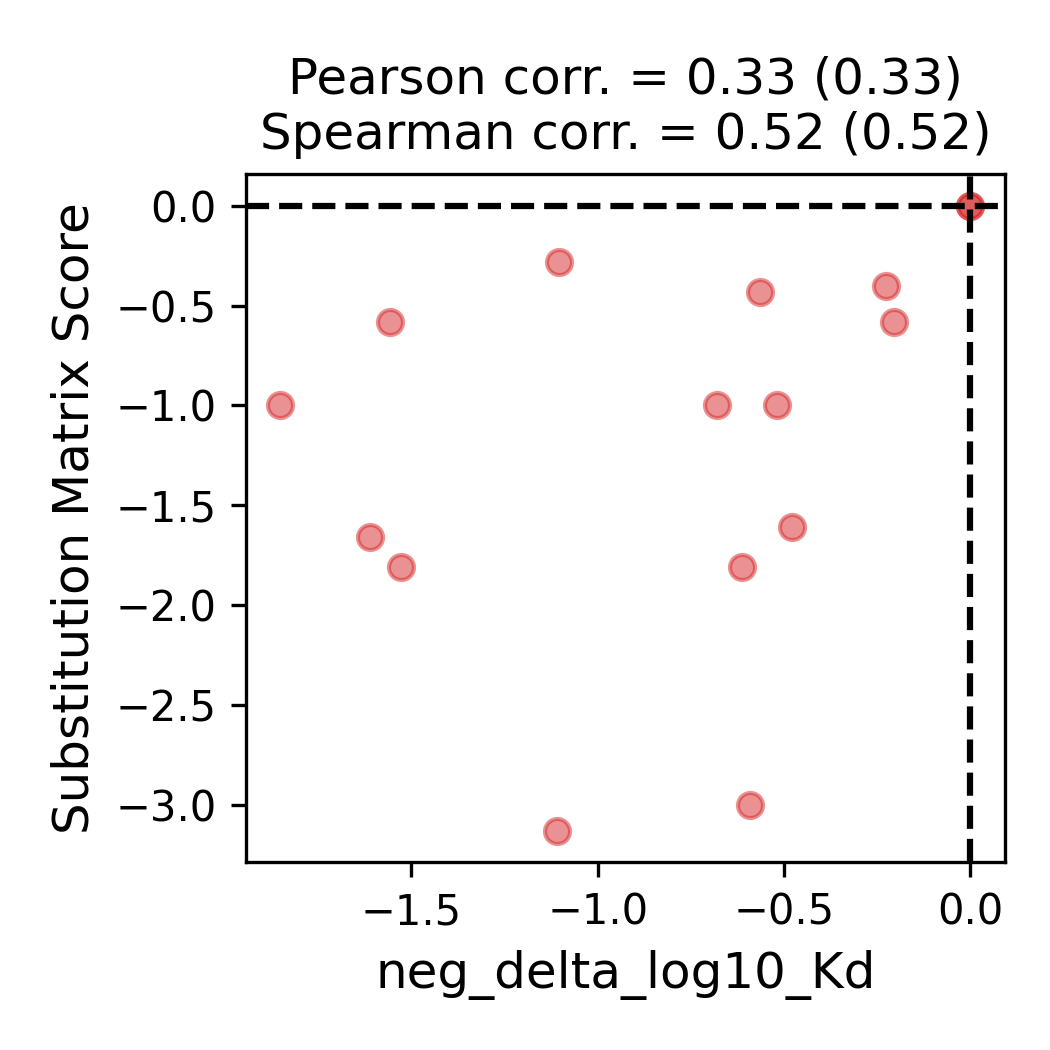 Pearson corr. = 0.33 (0.33)
Spearman corr. = 0.52 (0.52)
Substitution Matrix Score
0.0
−0.5
−1.0
−1.5
−2.0
−2.5
−3.0
−1.5
−1.0
−0.5
0.0
neg_delta_log10_Kd